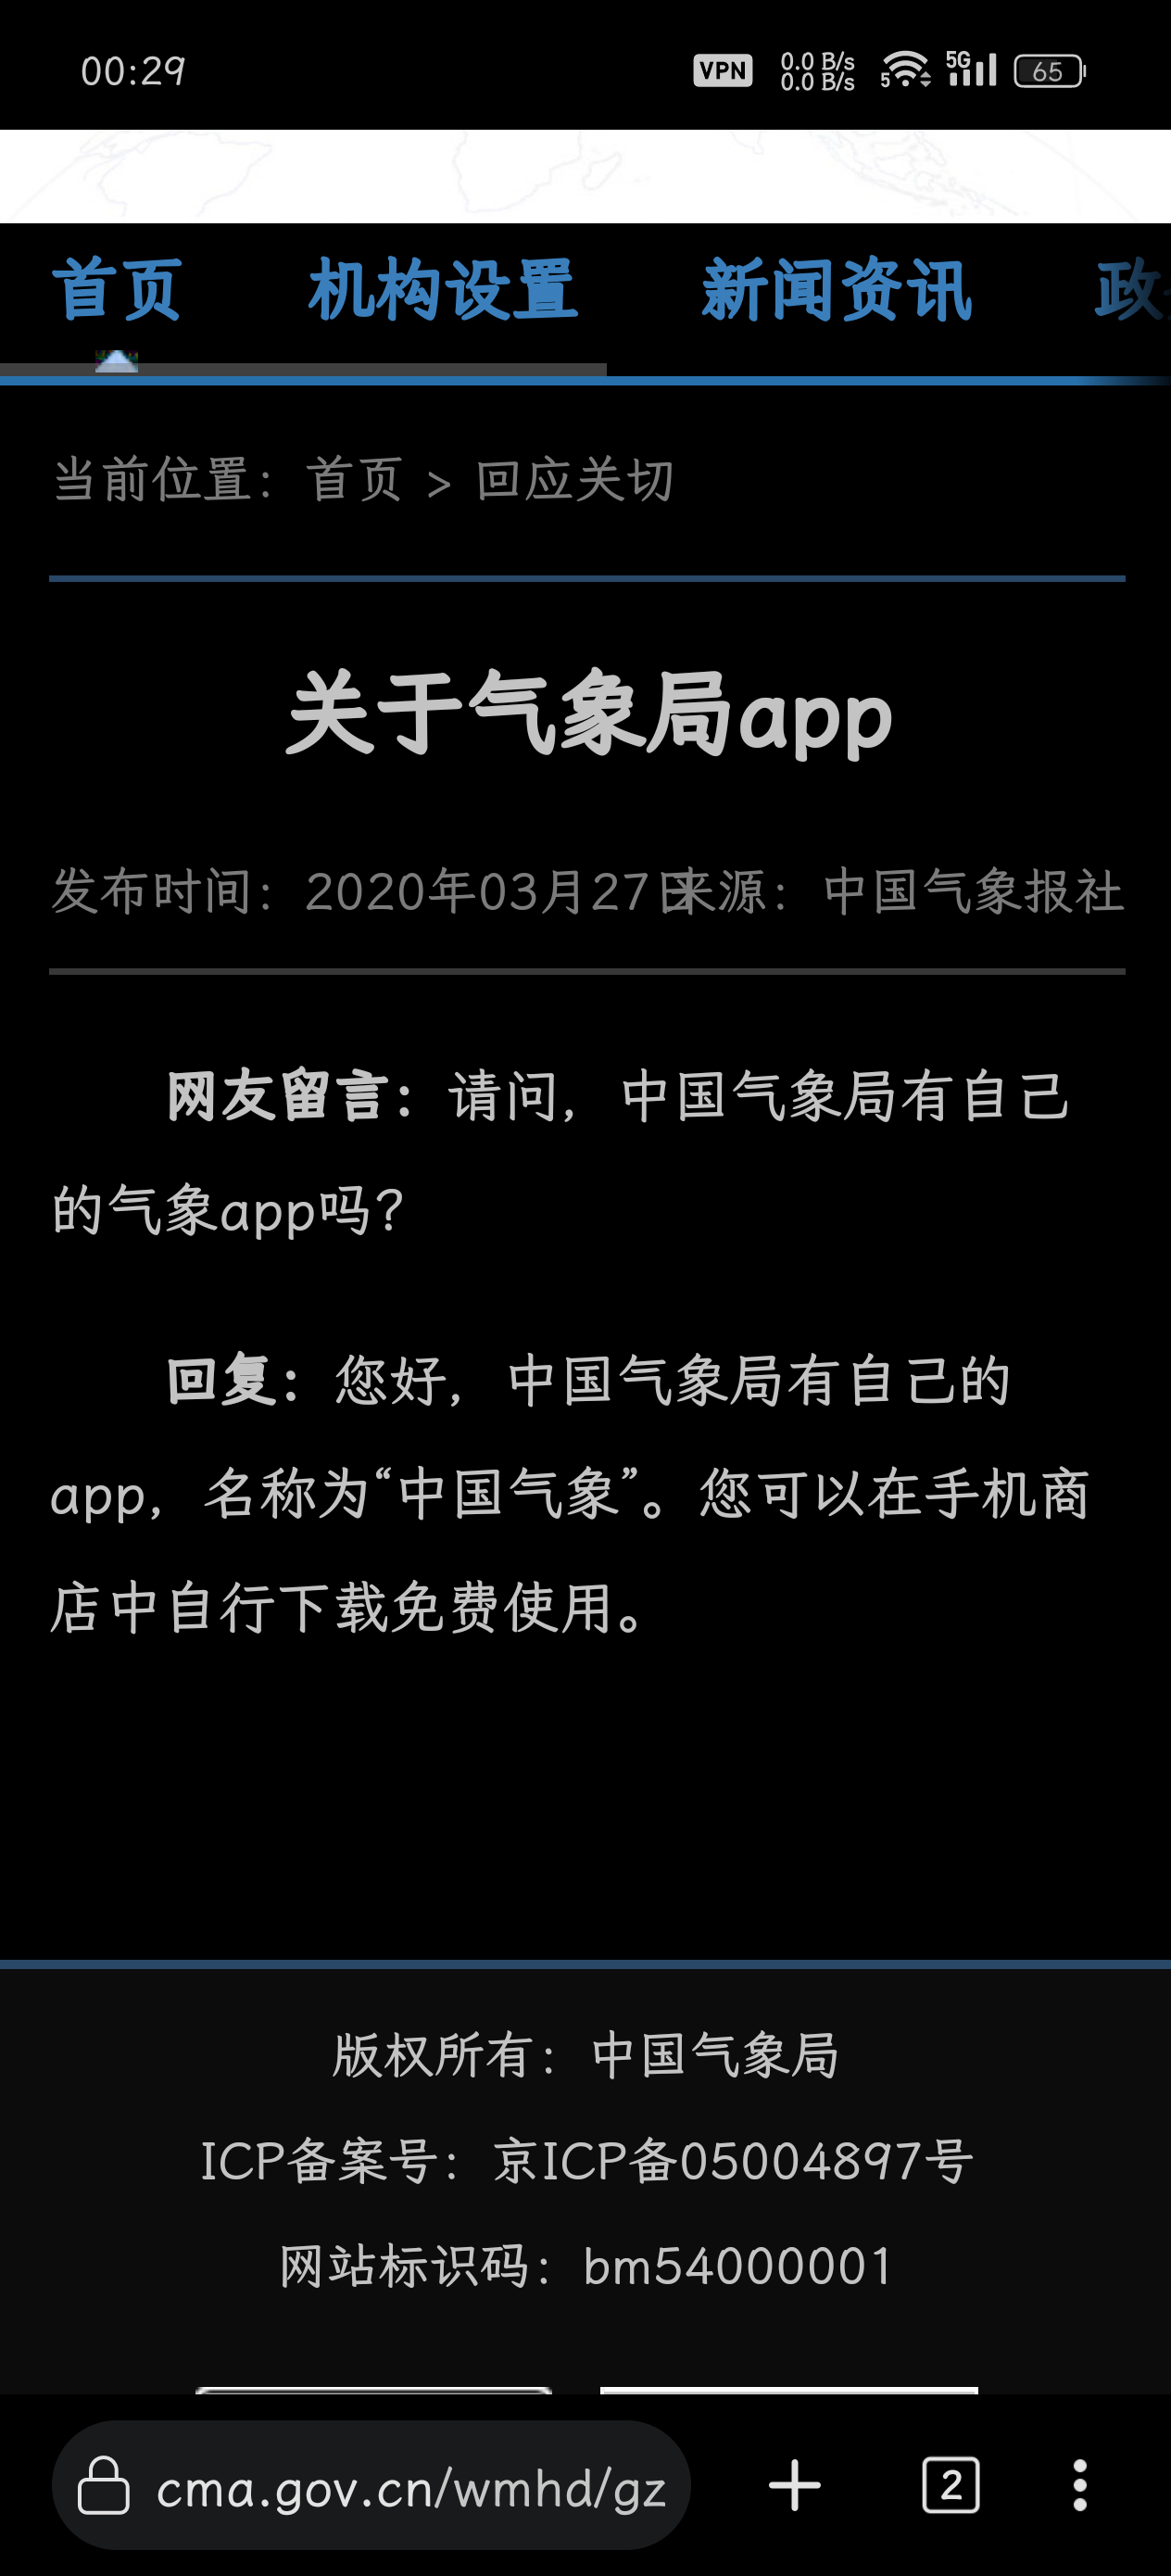 00:29
VPN 0.0 B/s 0.0 B/s 5 5G 65
首页 机构设置 新闻资讯 政
当前位置：首页 > 回应关切
关于气象局app
发布时间：2020年03月27日来源：中国气象报社
网友留言：请问，中国气象局有自己
的气象app吗？
回复：您好，中国气象局有自己的
app，名称为“中国气象”。您可以在手机商
店中自行下载免费使用。
版权所有：中国气象局
ICP备案号：京ICP备05004897号
网站标识码：bm54000001
cma.gov.cn/wmhd/gz 2